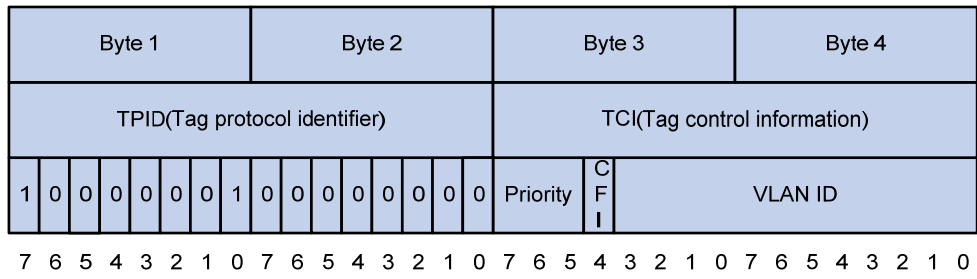 Byte 1 Byte 2 Byte 3 Byte 4
TPID(Tag protocol identifier) TCI(Tag control information)
1 0 0 0 0 0 0 1 0 0 0 0 0 0 0 0 Priority CFI VLAN ID
7 6 5 4 3 2 1 0 7 6 5 4 3 2 1 0 7 6 5 4 3 2 1 0 7 6 5 4 3 2 1 0